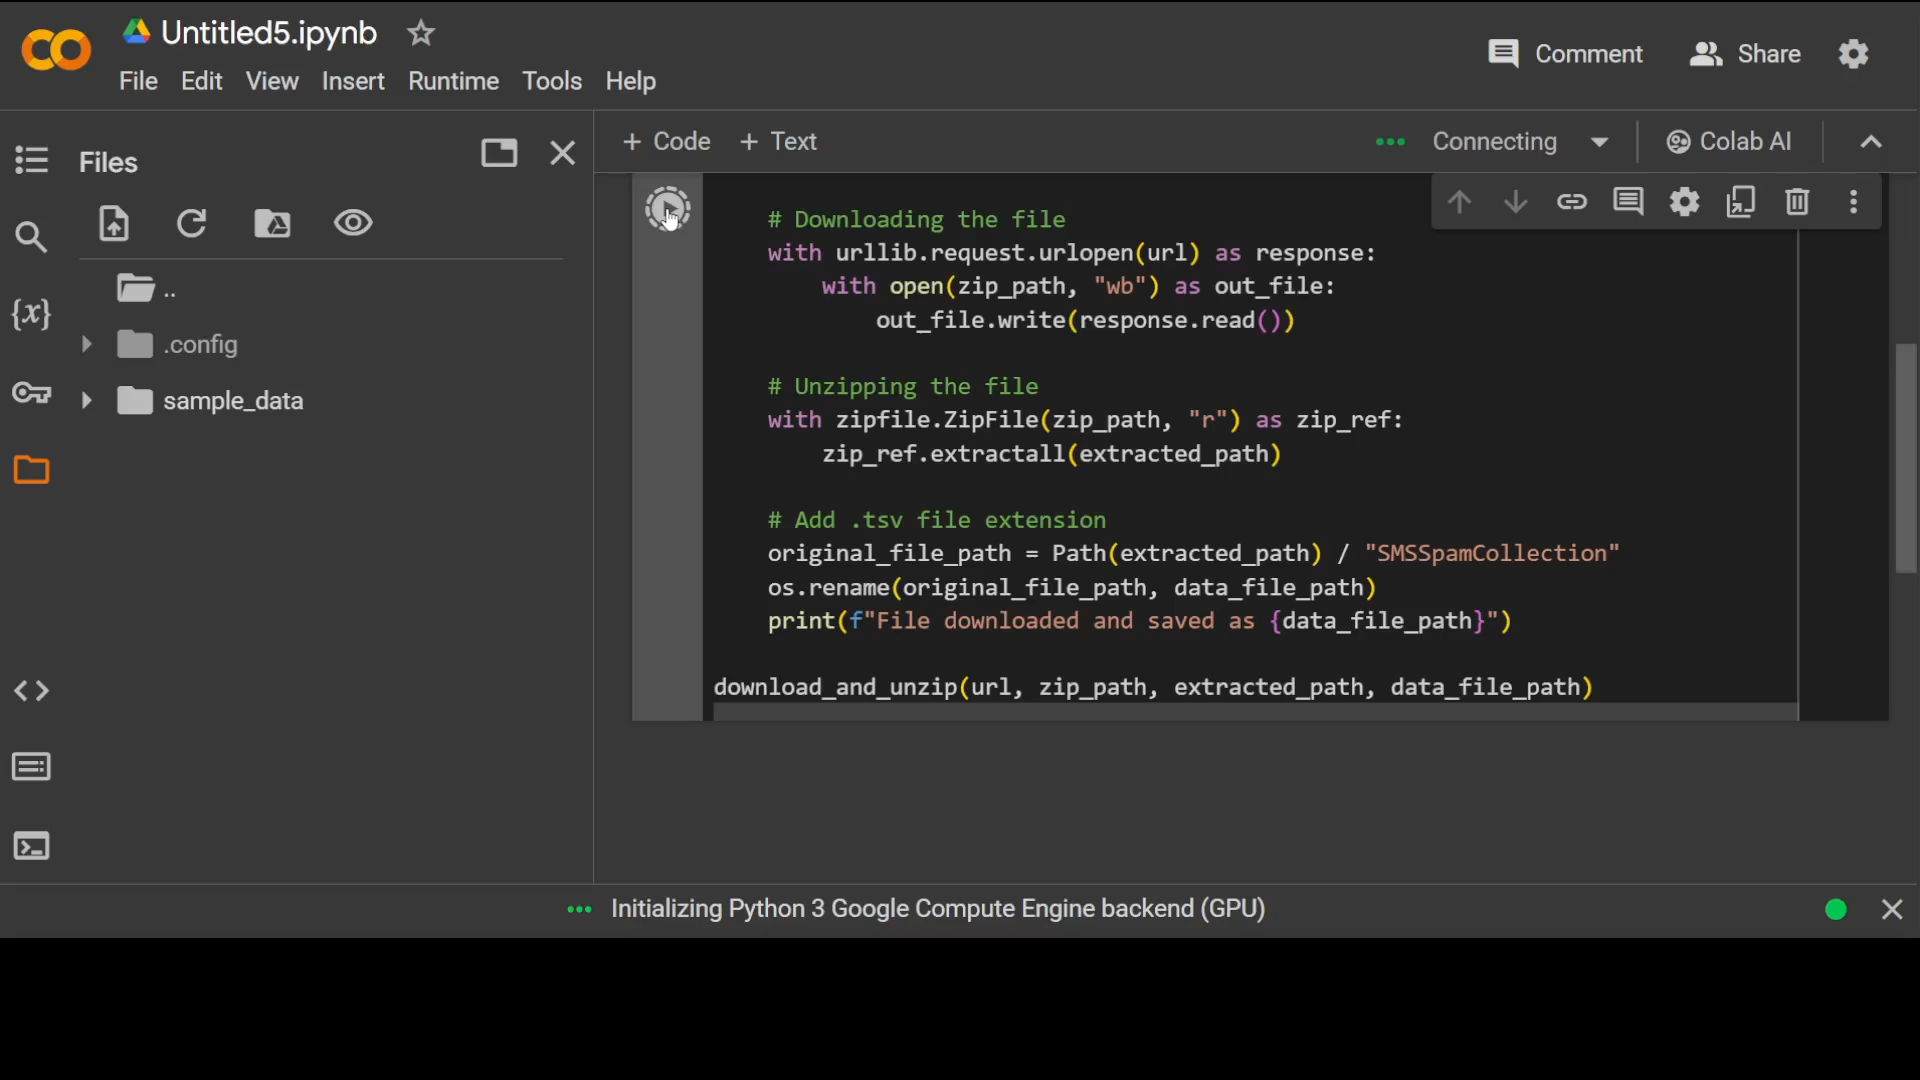 Untitled5.ipynb
File Edit View Insert Runtime Tools Help
Comment Share
Files
+ Code + Text
Connecting
Colab AI
..
.config
sample_data
{x}
# Downloading the file
with urllib.request.urlopen(url) as response:
with open(zip_path, "wb") as out_file:
out_file.write(response.read())
# Unzipping the file
with zipfile.ZipFile(zip_path, "r") as zip_ref:
zip_ref.extractall(extracted_path)
# Add .tsv file extension
original_file_path = Path(extracted_path) / "SMSSpamCollection"
os.rename(original_file_path, data_file_path)
print(f"File downloaded and saved as {data_file_path}")
download_and_unzip(url, zip_path, extracted_path, data_file_path)
Initializing Python 3 Google Compute Engine backend (GPU)